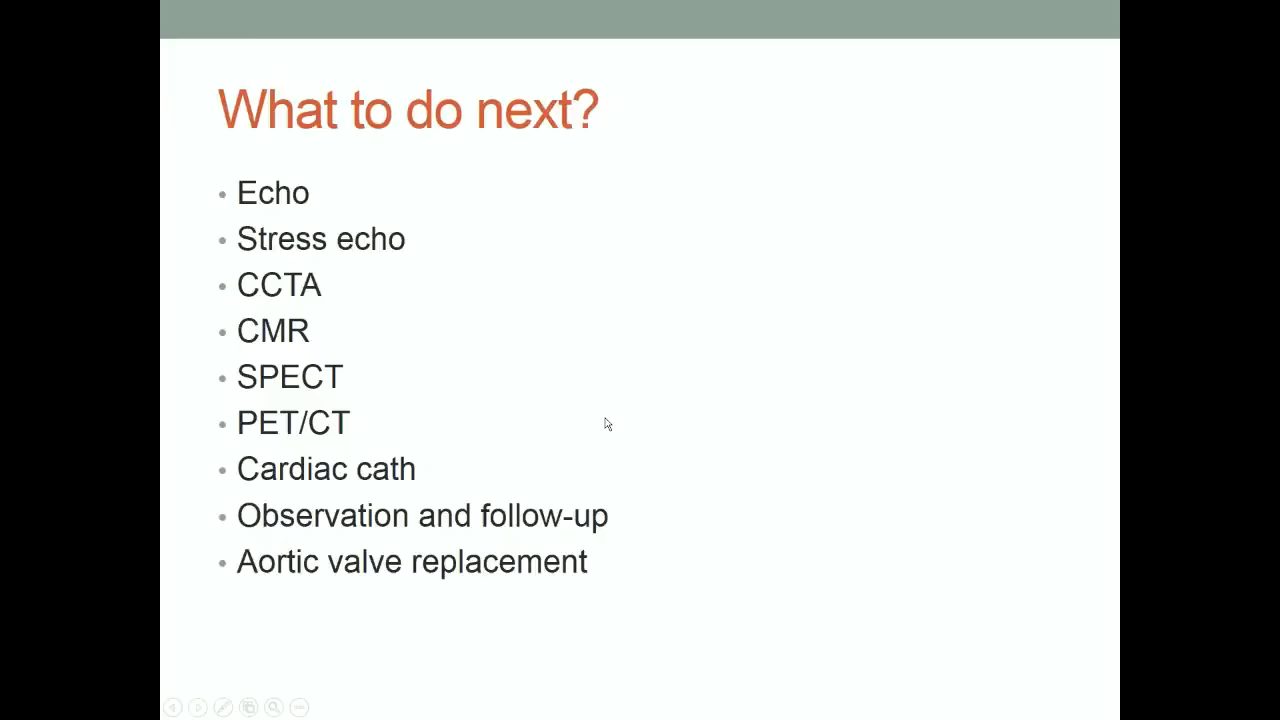 What to do next?
• Echo
• Stress echo
• CCTA
• CMR
• SPECT
• PET/CT
• Cardiac cath
• Observation and follow-up
• Aortic valve replacement